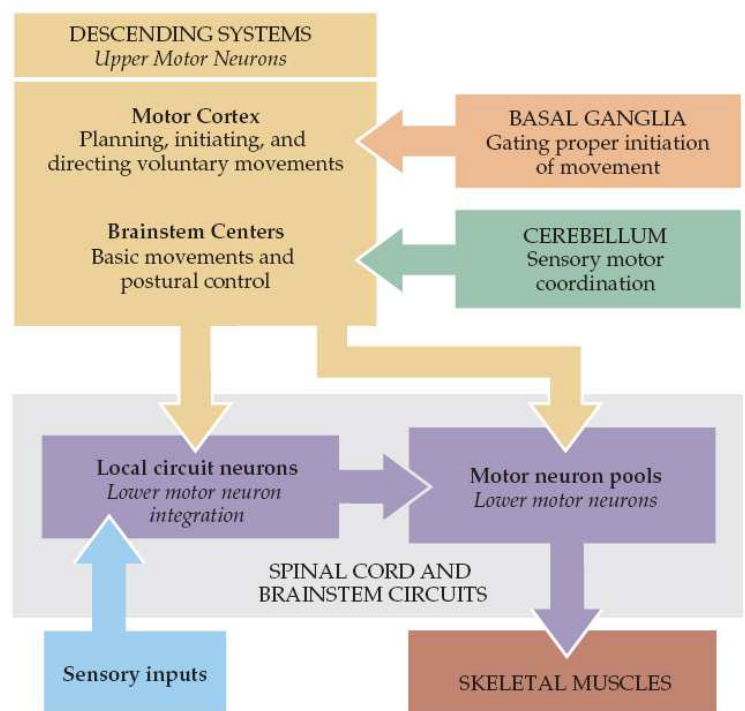 DESCENDING SYSTEMS
Upper Motor Neurons
Motor Cortex
Planning, initiating, and
directing voluntary movements
BASAL GANGLIA
Gating proper initiation
of movement
Brainstem Centers
Basic movements and
postural control
CEREBELLUM
Sensory motor
coordination
Local circuit neurons
Lower motor neuron
integration
Motor neuron pools
Lower motor neurons
SPINAL CORD AND
BRAINSTEM CIRCUITS
Sensory inputs
SKELETAL MUSCLES